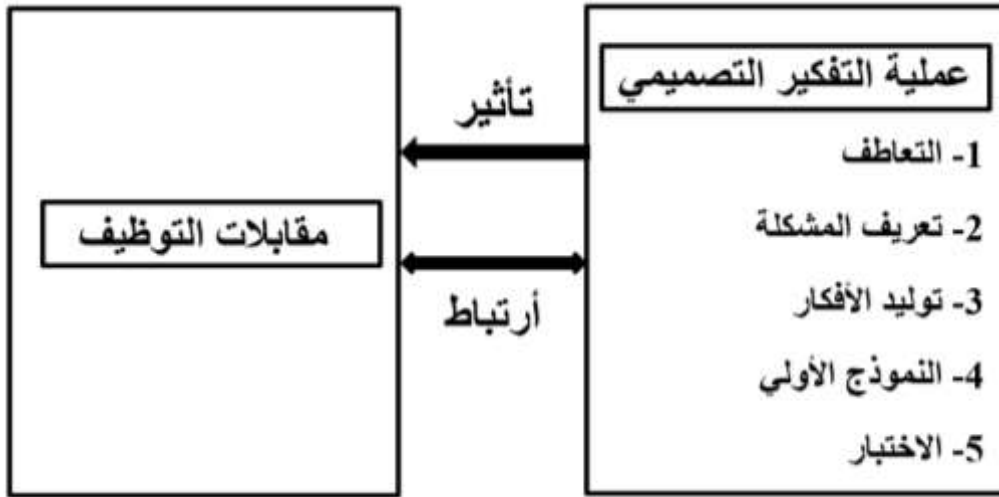 عملية التفكير التصميمي
1- التعاطف
2- تعريف المشكلة
3- توليد الأفكار
4- النموذج الأولي
5- الاختبار
تأثير
أرتباط
مقابلات التوظيف